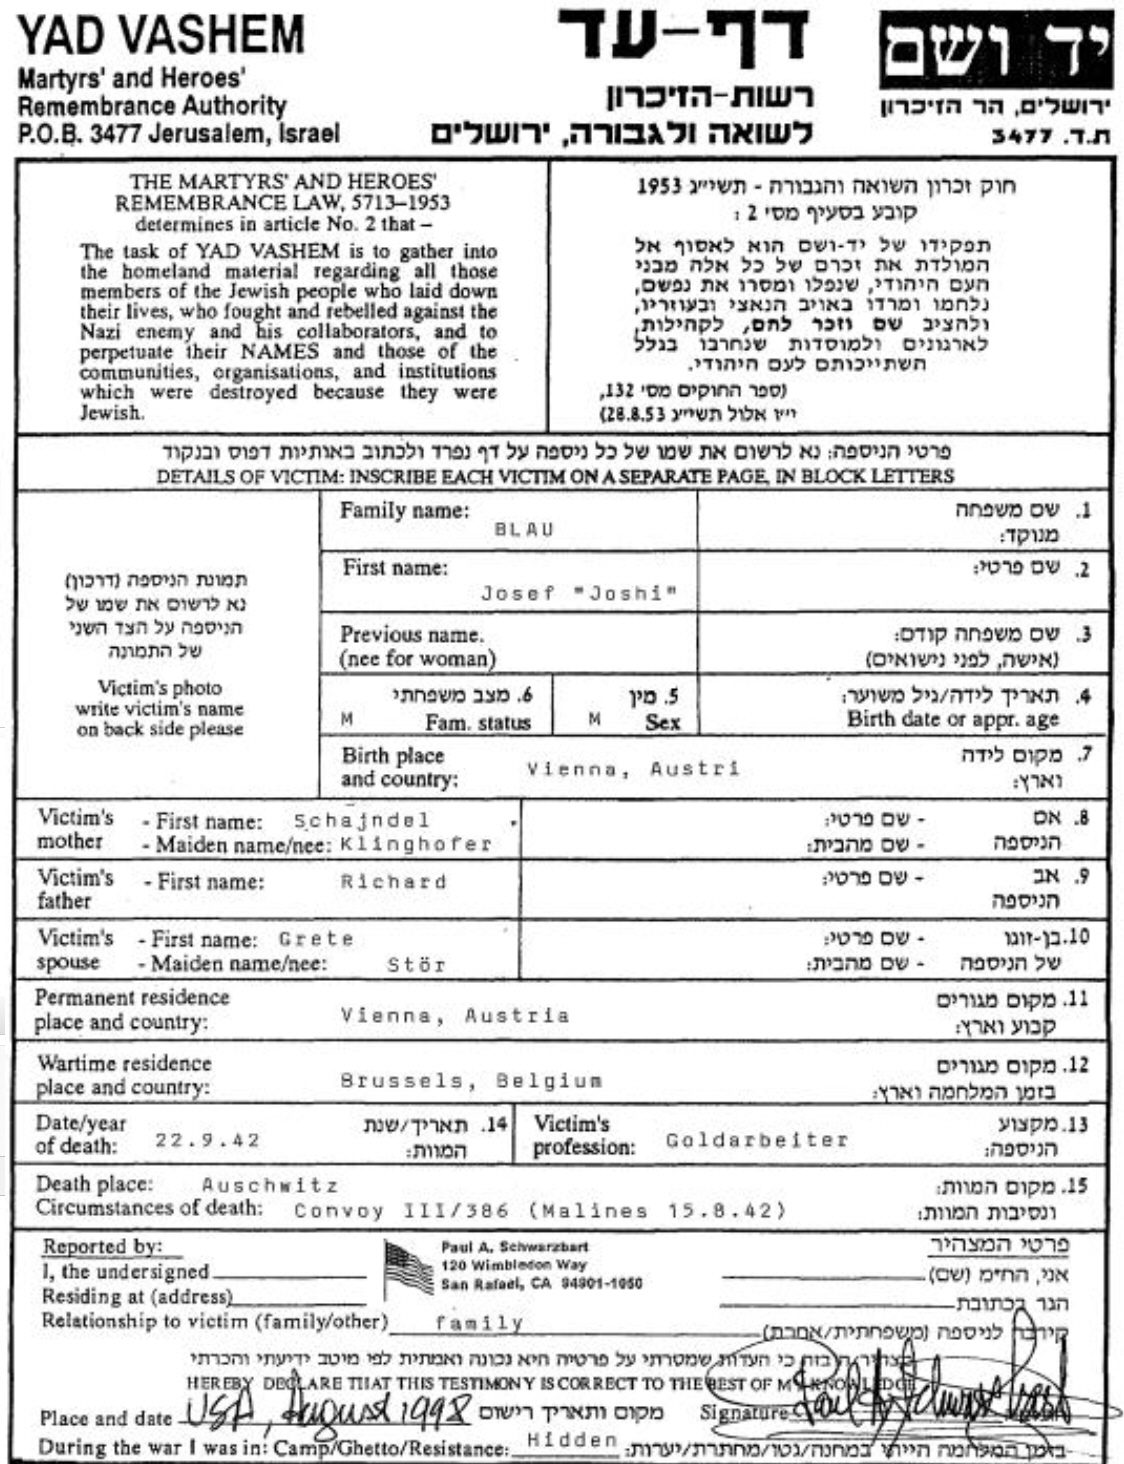 YAD VASHEM
Martyrs' and Heroes'
Remembrance Authority
P.O.B. 3477 Jerusalem, Israel
דף-עד
רשות-הזיכרון
לשואה ולגבורה, ירושלים
יד ושם
ירושלים, הר הזיכרון
ת.ד. 3477
THE MARTYRS' AND HEROES'
REMEMBRANCE LAW, 5713–1953
determines in article No. 2 that –
The task of YAD VASHEM is to gather into
the homeland material regarding all those
members of the Jewish people who laid down
their lives, who fought and rebelled against the
Nazi enemy and his collaborators, and to
perpetuate their NAMES and those of the
communities, organisations, and institutions
which were destroyed because they were
Jewish.
חוק זכרון השואה והגבורה - תשי״ג 1953
קובע בסעיף מס׳ 2 :
תפקידו של יד-ושם הוא לאסוף אל
המולדת את זכרם של כל אלה מבני
העם היהודי, שנפלו ומסרו את נפשם,
נלחמו ומרדו באויב הנאצי ובעוזריו,
ולהציב שם וזכר להם, לקהילות,
לארגונים ולמוסדות שנחרבו בגלל
השתייכותם לעם היהודי.
(ספר החוקים מס׳ 132,
י״ז אלול תשי״ג 28.8.53)
פרטי הניספה: נא לרשום את שמו של כל ניספה על דף נפרד ולכתוב באותיות דפוס ובנקוד
DETAILS OF VICTIM: INSCRIBE EACH VICTIM ON A SEPARATE PAGE, IN BLOCK LETTERS
תמונת הניספה (דרכון)
נא לרשום את שמו של
הניספה על הצד השני
של התמונה
Victim's photo
write victim's name
on back side please
Family name: 1. שם משפחה
BLAU מנוקד:
First name: 2. שם פרטי:
Josef "Joshi"
Previous name. 3. שם משפחה קודם:
(nee for woman) (אישה, לפני נישואים)
6. מצב משפחתי 5. מין 4. תאריך לידה/גיל משוער:
M Fam. status M Sex Birth date or appr. age
Birth place 7. מקום לידה
and country: Vienna, Austri וארץ:
Victim's - First name: Schajndel - שם פרטי: 8. אם
mother - Maiden name/nee: Klinghofer - שם מהבית: הניספה
Victim's - First name: Richard - שם פרטי: 9. אב
father הניספה
Victim's - First name: Grete - שם פרטי: 10. בן-זוגו
spouse - Maiden name/nee: Stör - שם מהבית: של הניספה
Permanent residence 11. מקום מגורים
place and country: Vienna, Austria קבוע וארץ:
Wartime residence 12. מקום מגורים
place and country: Brussels, Belgium בזמן המלחמה וארץ:
Date/year 14. תאריך/שנת Victim's 13. מקצוע
of death: 22.9.42 המוות: profession: Goldarbeiter הניספה:
Death place: Auschwitz 15. מקום המוות:
Circumstances of death: Convoy III/386 (Malines 15.8.42) ונסיבות המוות:
Reported by: Paul A. Schwarzbart פרטי המצהיר
I, the undersigned 120 Wimbledon Way אני, הח״מ (שם)
San Rafael, CA 94901-1050
Residing at (address) הגר בכתובת
Relationship to victim (family/other) family קירבה לניספה (משפחתית/אחרת)
מצהיר/ה בזה כי העדות שמסרתי על פרטיה היא נכונה ואמתית לפי מיטב ידיעתי והכרתי
HEREBY DECLARE THAT THIS TESTIMONY IS CORRECT TO THE BEST OF MY KNOWLEDGE
Place and date USA, August 1998 מקום ותאריך רישום Signature Paul A. Schwarzbart
During the war I was in: Camp/Ghetto/Resistance: Hidden בזמן המלחמה הייתי במחנה/גטו/מחתרת/יערות: